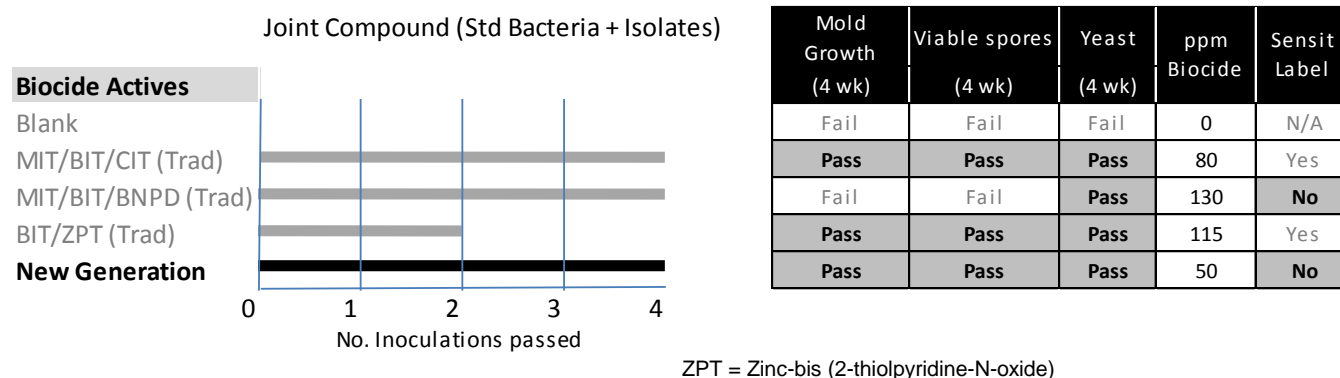 Joint Compound (Std Bacteria + Isolates)
Biocide Actives
Blank
MIT/BIT/CIT (Trad)
MIT/BIT/BNPD (Trad)
BIT/ZPT (Trad)
New Generation
0 1 2 3 4
No. Inoculations passed
Mold Growth (4 wk) Viable spores (4 wk) Yeast (4 wk) ppm Biocide Sensit Label
Fail Fail Fail 0 N/A
Pass Pass Pass 80 Yes
Fail Fail Pass 130 No
Pass Pass Pass 115 Yes
Pass Pass Pass 50 No
ZPT = Zinc-bis (2-thiolpyridine-N-oxide)